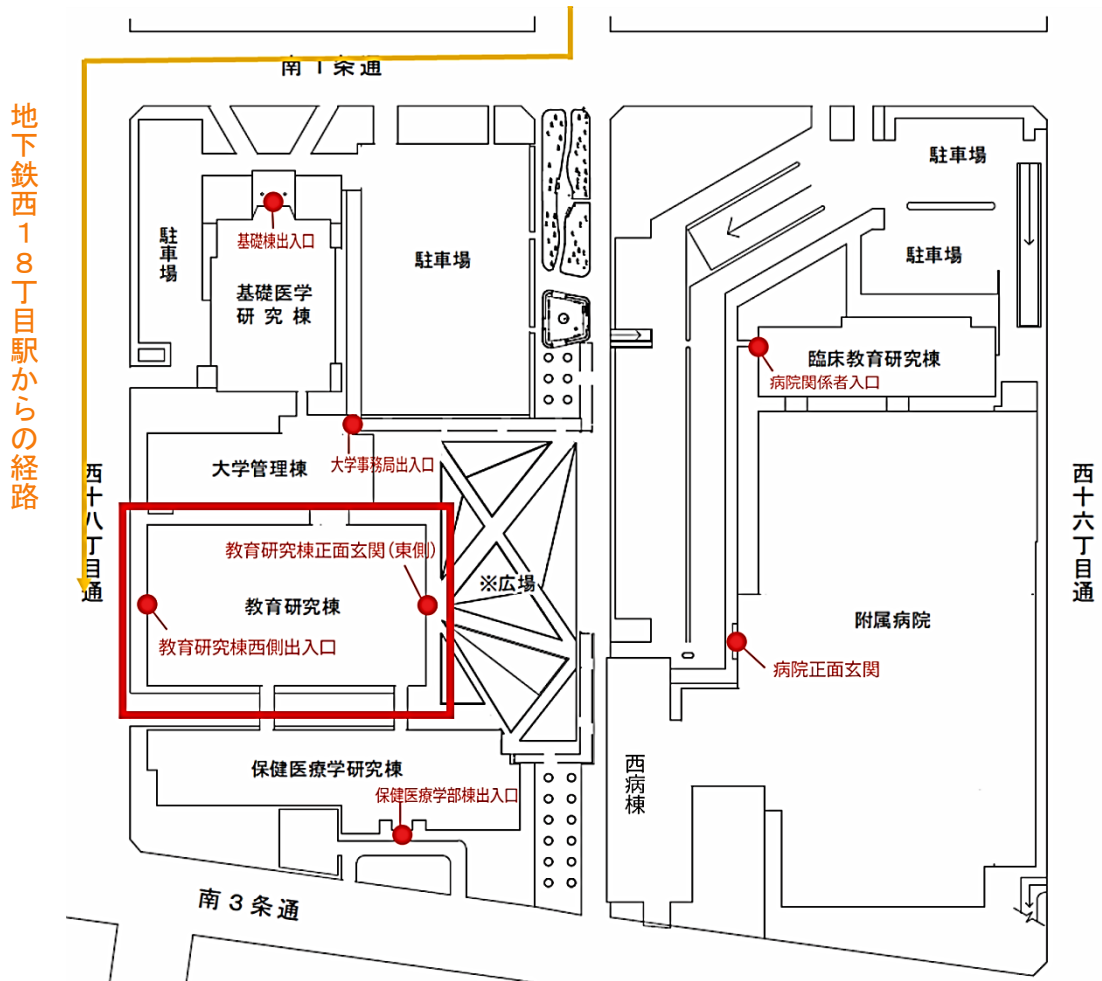 南1条通
地下鉄西18丁目駅からの経路
駐車場
基礎棟出入口
駐車場
基礎医学
研究棟
駐車場
駐車場
臨床教育研究棟
病院関係者入口
大学事務局出入口
大学管理棟
西十八丁目通
西十六丁目通
教育研究棟正面玄関(東側)
※広場
教育研究棟
教育研究棟西側出入口
附属病院
病院正面玄関
保健医療学研究棟
西病棟
保健医療学部棟出入口
南3条通